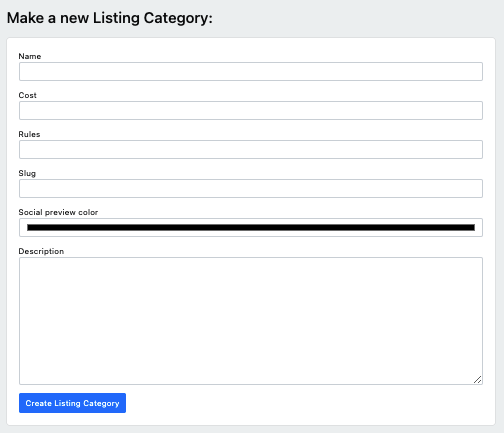 Make a new Listing Category:
Name
Cost
Rules
Slug
Social preview color
Description
Create Listing Category